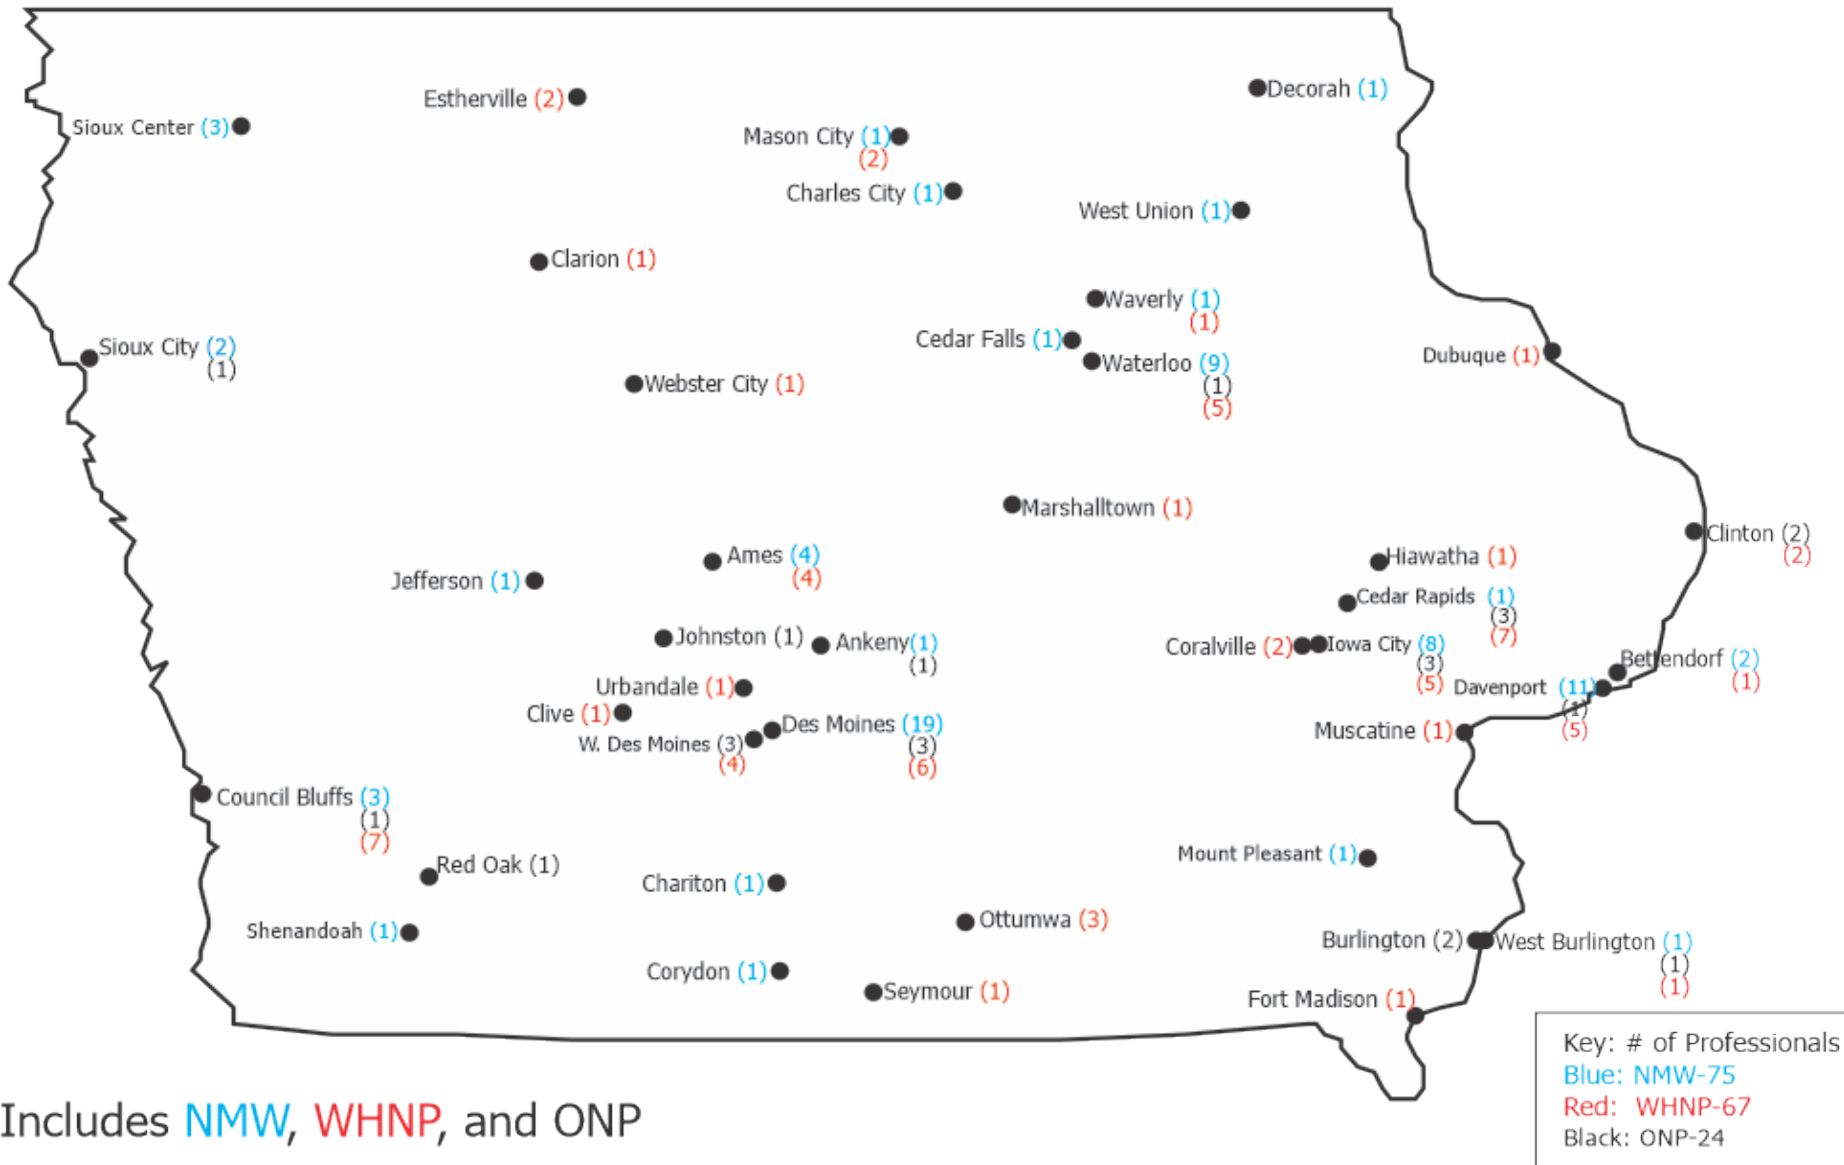 Estherville (2)
Decorah (1)
Sioux Center (3)
Mason City (1)
(2)
Charles City (1)
West Union (1)
Clarion (1)
Waverly (1)
(1)
Cedar Falls (1)
Sioux City (2)
(1)
Dubuque (1)
Waterloo (9)
(1)
(5)
Webster City (1)
Marshalltown (1)
Clinton (2)
(2)
Ames (4)
(4)
Hiawatha (1)
Jefferson (1)
Cedar Rapids (1)
(3)
(7)
Johnston (1)
Ankeny(1)
(1)
Coralville (2)
Iowa City (8)
(3)
(5)
Bettendorf (2)
(1)
Urbandale (1)
Davenport (11)
(1)
(5)
Clive (1)
Des Moines (19)
(3)
(6)
W. Des Moines (3)
(4)
Muscatine (1)
Council Bluffs (3)
(1)
(7)
Mount Pleasant (1)
Red Oak (1)
Chariton (1)
Ottumwa (3)
Shenandoah (1)
Burlington (2)
West Burlington (1)
(1)
(1)
Corydon (1)
Seymour (1)
Fort Madison (1)
Key: # of Professionals
Blue: NMW-75
Red: WHNP-67
Black: ONP-24
Includes NMW, WHNP, and ONP